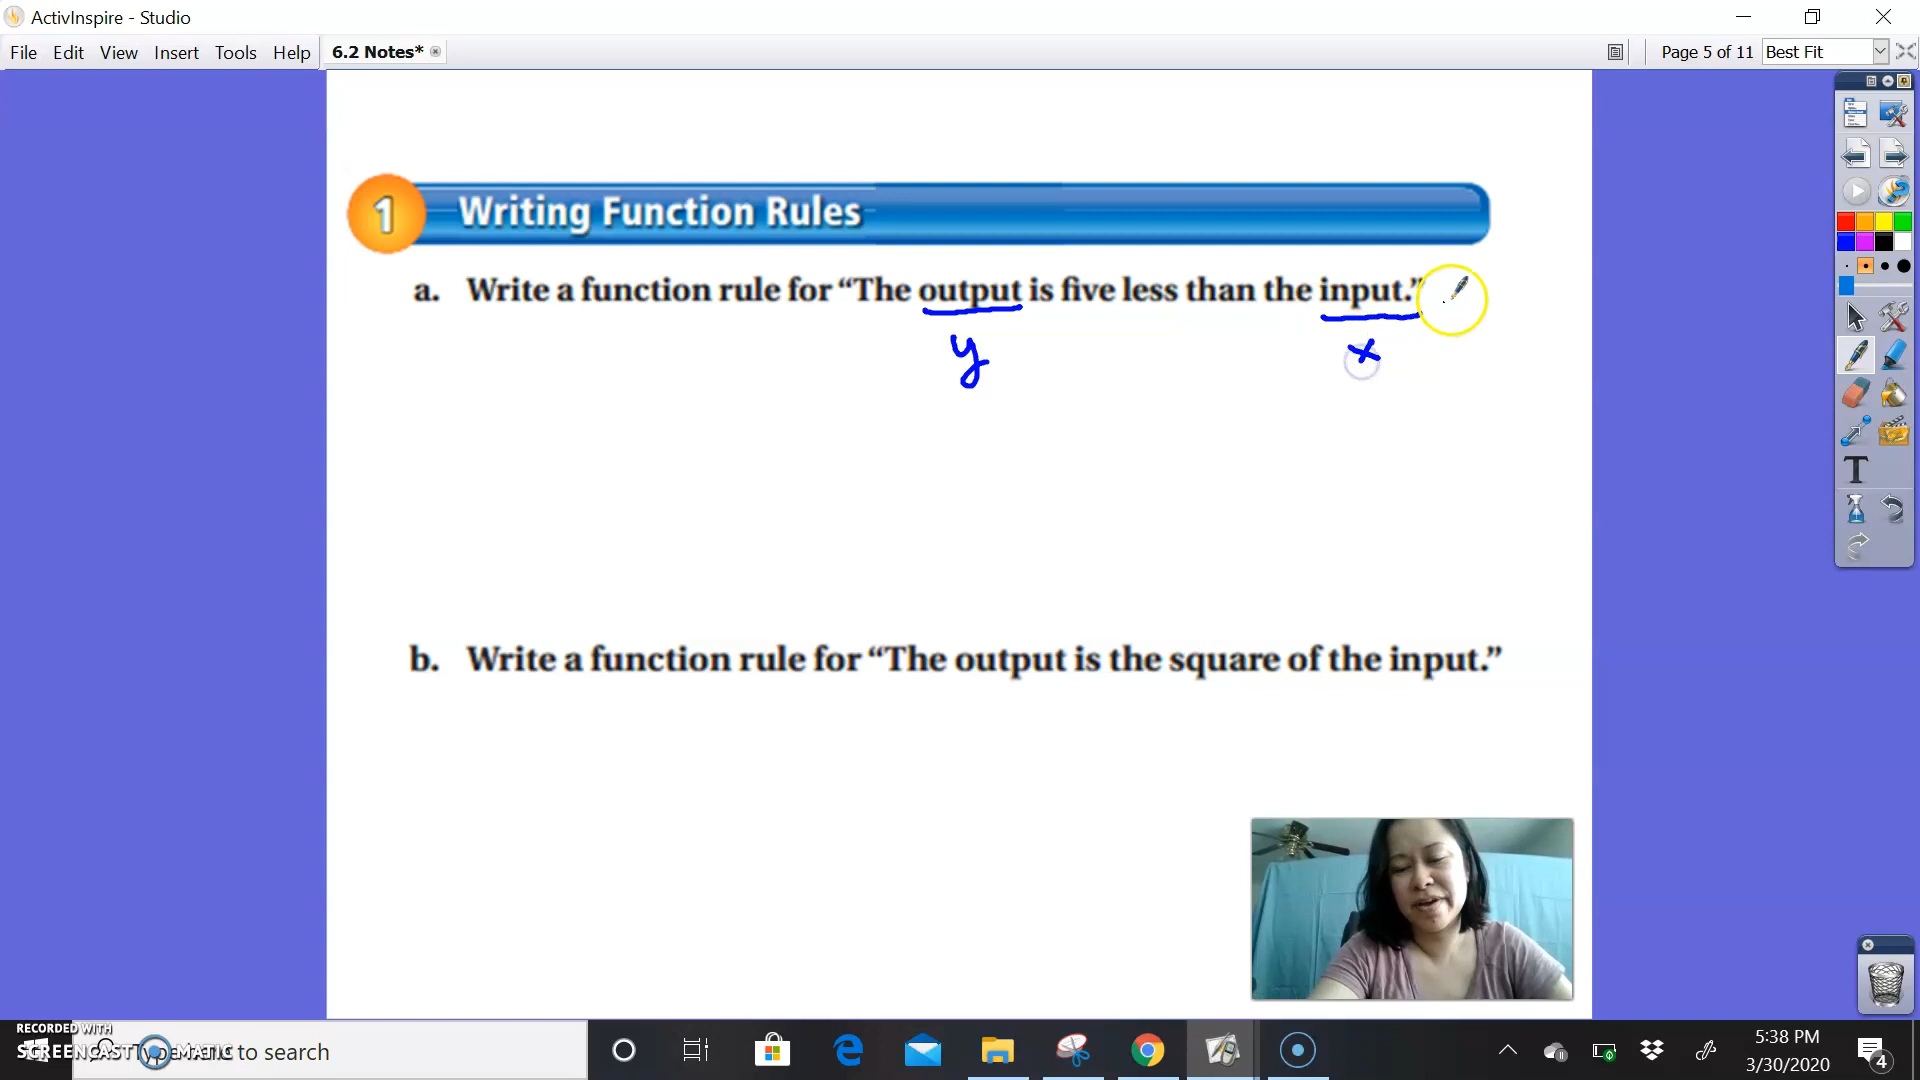 ActivInspire - Studio
File Edit View Insert Tools Help 6.2 Notes* Page 5 of 11 Best Fit
1 Writing Function Rules
a. Write a function rule for “The output is five less than the input.”
y x
T
b. Write a function rule for “The output is the square of the input.”
RECORDED WITH
SCREENCAST MATIC
to search
5:38 PM
3/30/2020
4